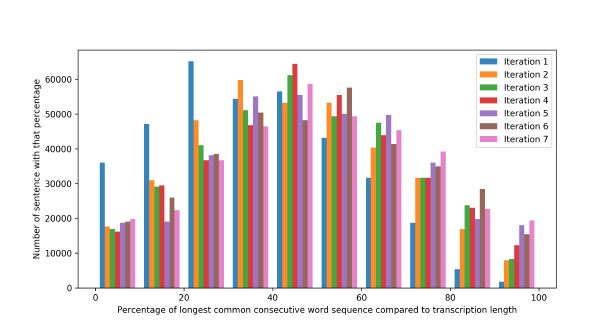 Number of sentence with that percentage
60000
50000
40000
30000
20000
10000
0
Iteration 1
Iteration 2
Iteration 3
Iteration 4
Iteration 5
Iteration 6
Iteration 7
0 20 40 60 80 100
Percentage of longest common consecutive word sequence compared to transcription length